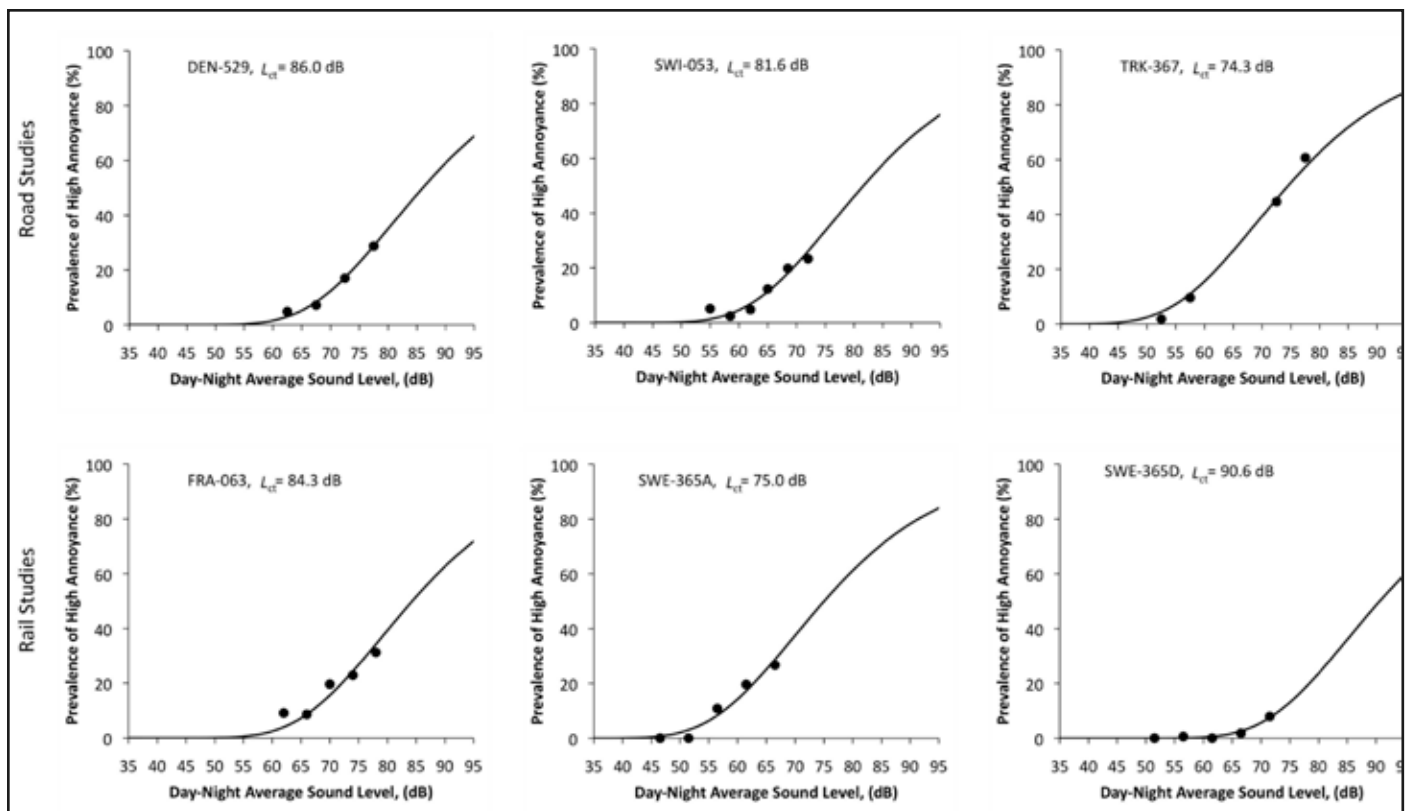 Road Studies
Prevalence of High Annoyance (%)
DEN-529, Lct= 86.0 dB
100
80
60
40
20
0
35 40 45 50 55 60 65 70 75 80 85 90 95
Day-Night Average Sound Level, (dB)
Prevalence of High Annoyance (%)
SWI-053, Lct= 81.6 dB
100
80
60
40
20
0
35 40 45 50 55 60 65 70 75 80 85 90 95
Day-Night Average Sound Level, (dB)
Prevalence of High Annoyance (%)
TRK-367, Lct= 74.3 dB
100
80
60
40
20
0
35 40 45 50 55 60 65 70 75 80 85 90
Day-Night Average Sound Level, (dB)
Rail Studies
Prevalence of High Annoyance (%)
FRA-063, Lct= 84.3 dB
100
80
60
40
20
0
35 40 45 50 55 60 65 70 75 80 85 90 95
Day-Night Average Sound Level, (dB)
Prevalence of High Annoyance (%)
SWE-365A, Lct= 75.0 dB
100
80
60
40
20
0
35 40 45 50 55 60 65 70 75 80 85 90 95
Day-Night Average Sound Level, (dB)
Prevalence of High Annoyance (%)
SWE-365D, Lct= 90.6 dB
100
80
60
40
20
0
35 40 45 50 55 60 65 70 75 80 85 90
Day-Night Average Sound Level, (dB)